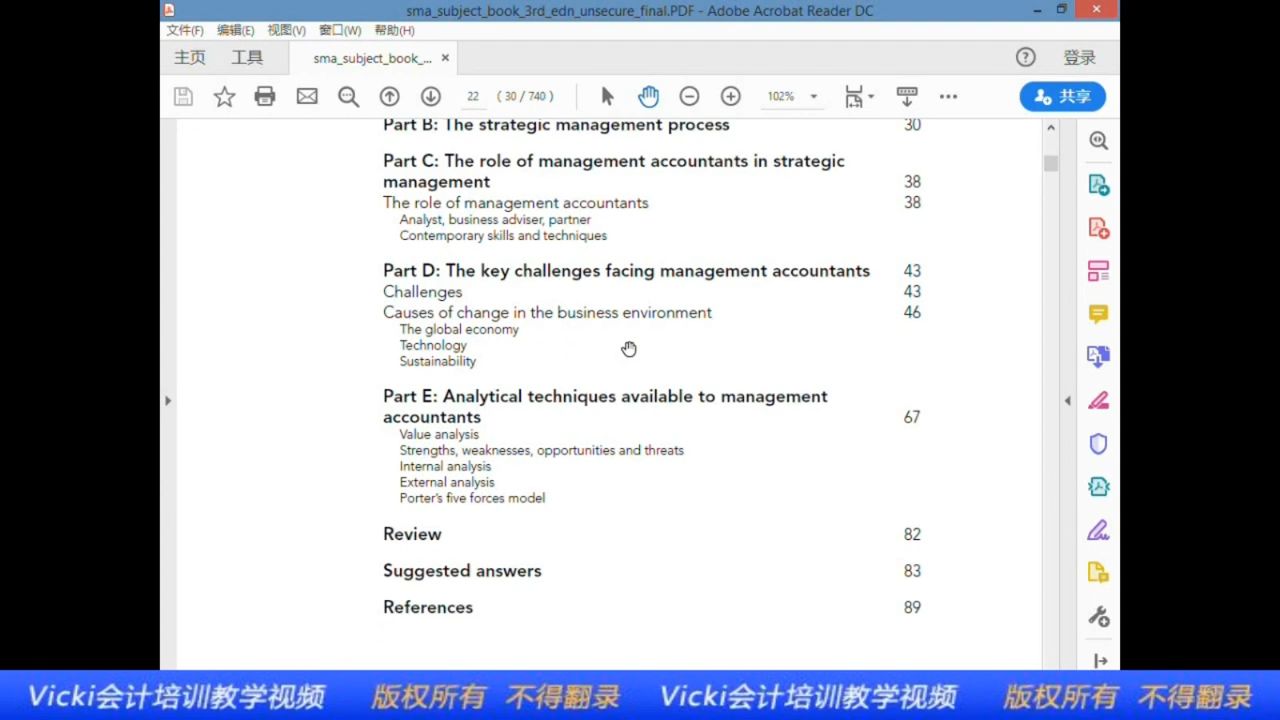 sma_subject_book_3rd_edn_unsecure_final.PDF - Adobe Acrobat Reader DC
文件(F) 编辑(E) 视图(V) 窗口(W) 帮助(H)
主页 工具 sma_subject_book_... × 登录
22 (30 / 740) 102% 共享
Part B: The strategic management process 30
Part C: The role of management accountants in strategic
management 38
The role of management accountants 38
Analyst, business adviser, partner
Contemporary skills and techniques
Part D: The key challenges facing management accountants 43
Challenges 43
Causes of change in the business environment 46
The global economy
Technology
Sustainability
Part E: Analytical techniques available to management
accountants 67
Value analysis
Strengths, weaknesses, opportunities and threats
Internal analysis
External analysis
Porter's five forces model
Review 82
Suggested answers 83
References 89
Vicki会计培训教学视频 版权所有 不得翻录 Vicki会计培训教学视频 版权所有 不得翻录